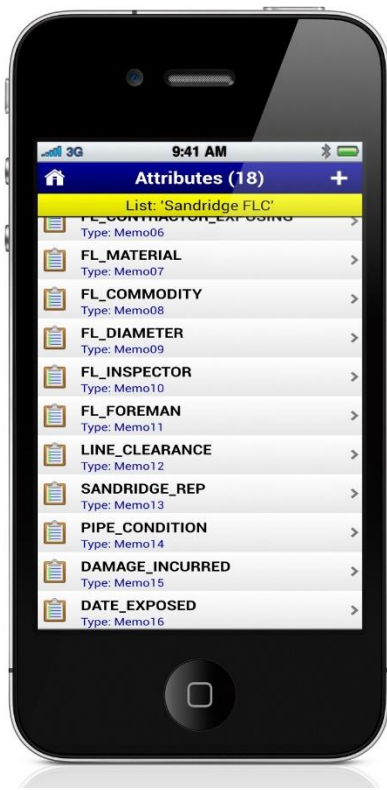 3G 9:41 AM
Attributes (18)
List: 'Sandridge FLC'
FL_CONTRACTOR_EXPOSING
Type: Memo06
FL_MATERIAL
Type: Memo07
FL_COMMODITY
Type: Memo08
FL_DIAMETER
Type: Memo09
FL_INSPECTOR
Type: Memo10
FL_FOREMAN
Type: Memo11
LINE_CLEARANCE
Type: Memo12
SANDRIDGE_REP
Type: Memo13
PIPE_CONDITION
Type: Memo14
DAMAGE_INCURRED
Type: Memo15
DATE_EXPOSED
Type: Memo16